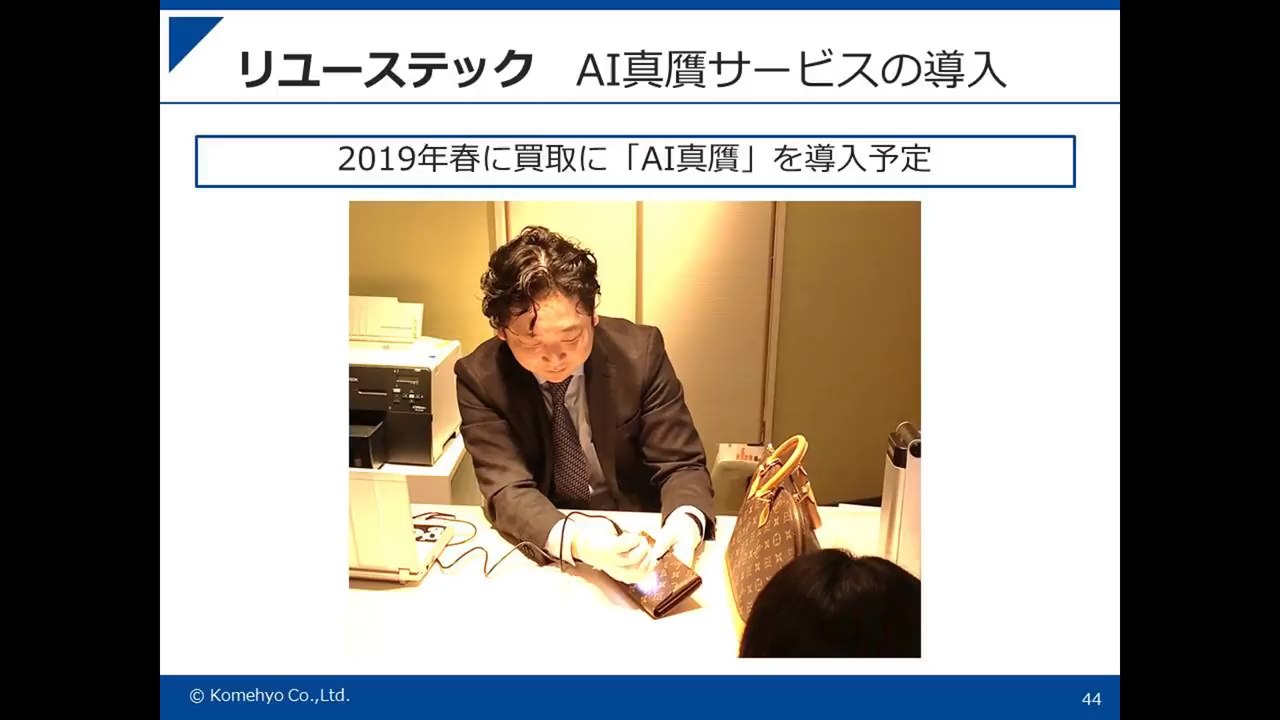 リユーステック　AI真贋サービスの導入
2019年春に買取に「AI真贋」を導入予定
© Komehyo Co.,Ltd.
44